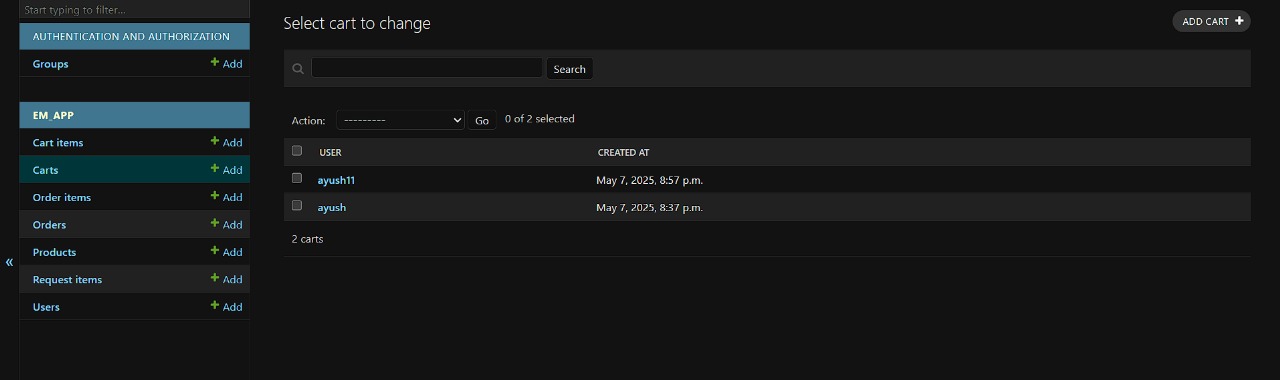 Start typing to filter...
AUTHENTICATION AND AUTHORIZATION
Groups + Add
EM_APP
Cart items + Add
Carts + Add
Order items + Add
Orders + Add
Products + Add
Request items + Add
Users + Add
«
Select cart to change
ADD CART +
Search
Action: --------- Go 0 of 2 selected
USER CREATED AT
ayush11 May 7, 2025, 8:57 p.m.
ayush May 7, 2025, 8:37 p.m.
2 carts